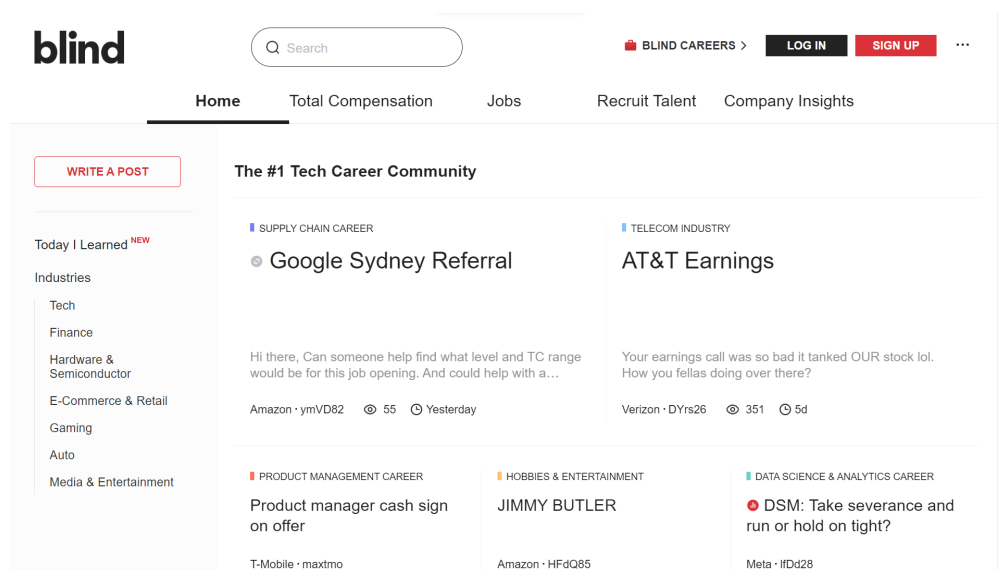 blind
Search
BLIND CAREERS >
LOG IN
SIGN UP
...
Home
Total Compensation
Jobs
Recruit Talent
Company Insights
WRITE A POST
Today I Learned NEW
Industries
Tech
Finance
Hardware &
Semiconductor
E-Commerce & Retail
Gaming
Auto
Media & Entertainment
The #1 Tech Career Community
SUPPLY CHAIN CAREER
Google Sydney Referral
Hi there, Can someone help find what level and TC range
would be for this job opening. And could help with a…
Amazon · ymVD82 55 Yesterday
TELECOM INDUSTRY
AT&T Earnings
Your earnings call was so bad it tanked OUR stock lol.
How you fellas doing over there?
Verizon · DYrs26 351 5d
PRODUCT MANAGEMENT CAREER
Product manager cash sign
on offer
T-Mobile · maxtmo
HOBBIES & ENTERTAINMENT
JIMMY BUTLER
Amazon · HFdQ85
DATA SCIENCE & ANALYTICS CAREER
DSM: Take severance and
run or hold on tight?
Meta · lfDd28